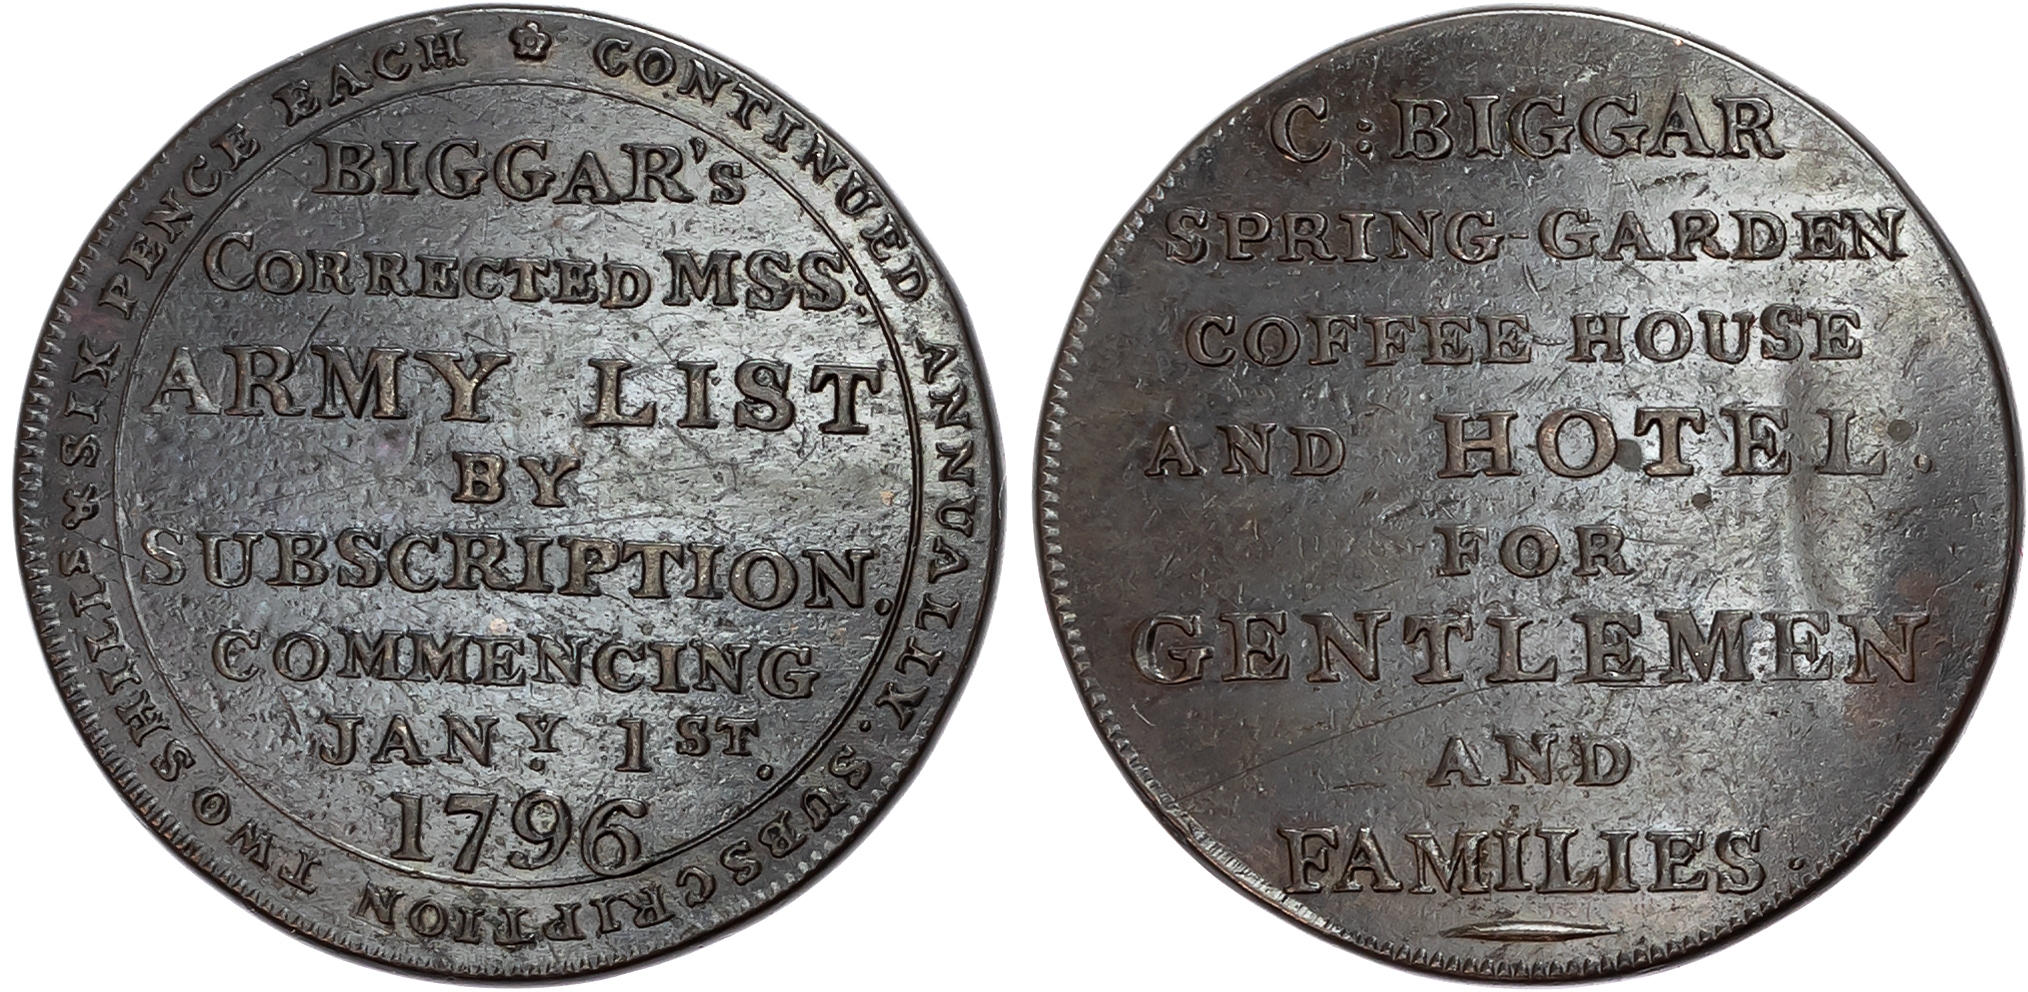 CONTINUED ANNUALLY. SUBSCRIPTION TWO SHILLS. & SIX PENCE EACH
BIGGAR's
CORRECTED MSS:
ARMY LIST
BY
SUBSCRIPTION.
COMMENCING
JANY. 1ST.
1796
C: BIGGAR
SPRING-GARDEN
COFFEE HOUSE
AND HOTEL.
FOR
GENTLEMEN
AND
FAMILIES.